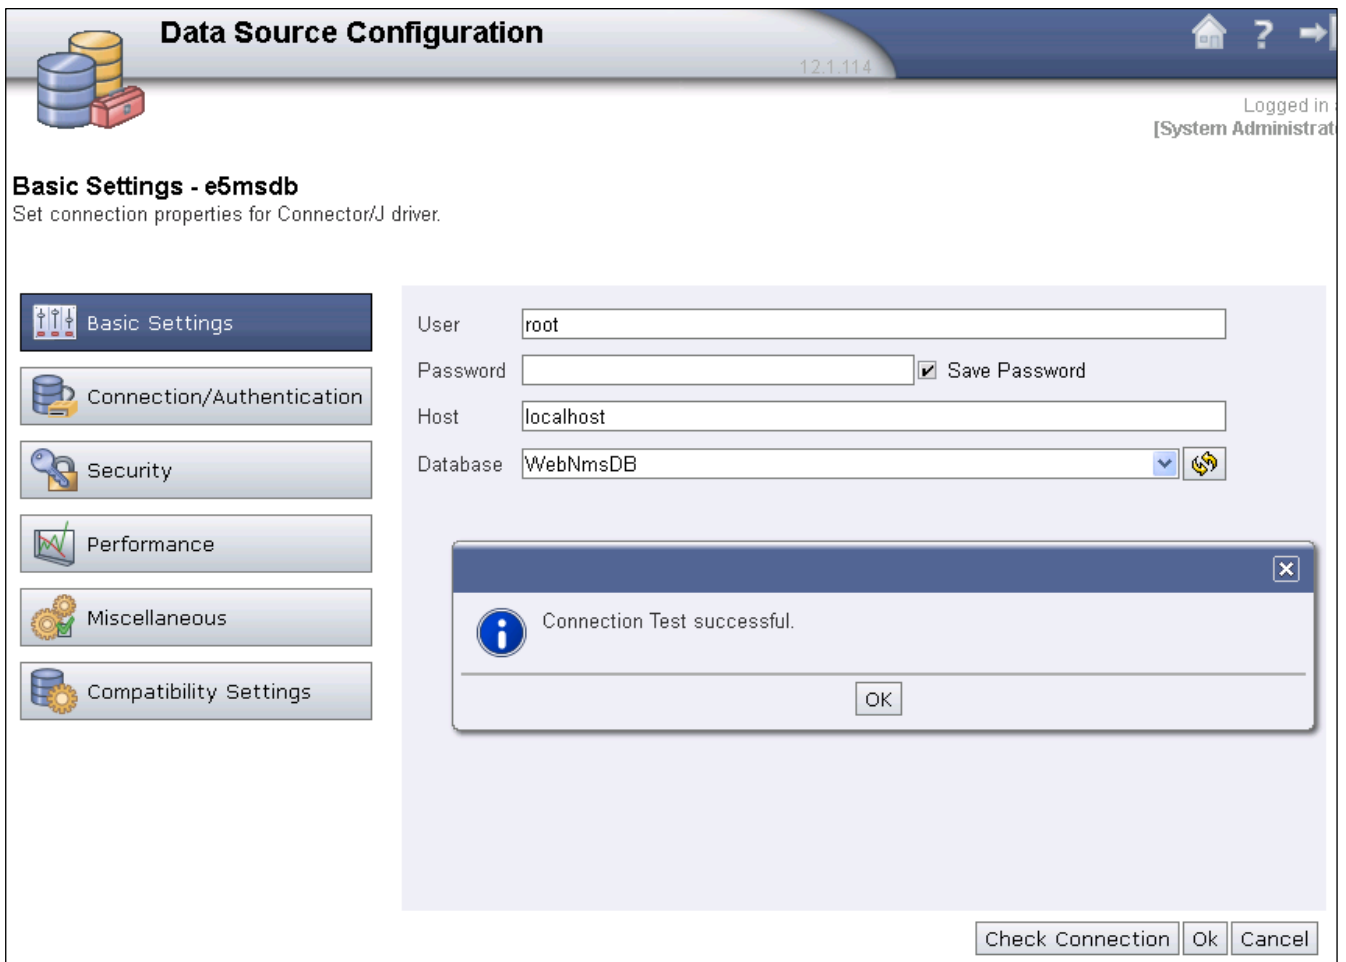 Data Source Configuration
12.1.114
Logged in
[System Administrat
Basic Settings - e5msdb
Set connection properties for Connector/J driver.
Basic Settings
Connection/Authentication
Security
Performance
Miscellaneous
Compatibility Settings
User root
Password Save Password
Host localhost
Database WebNmsDB
Connection Test successful.
OK
Check Connection Ok Cancel